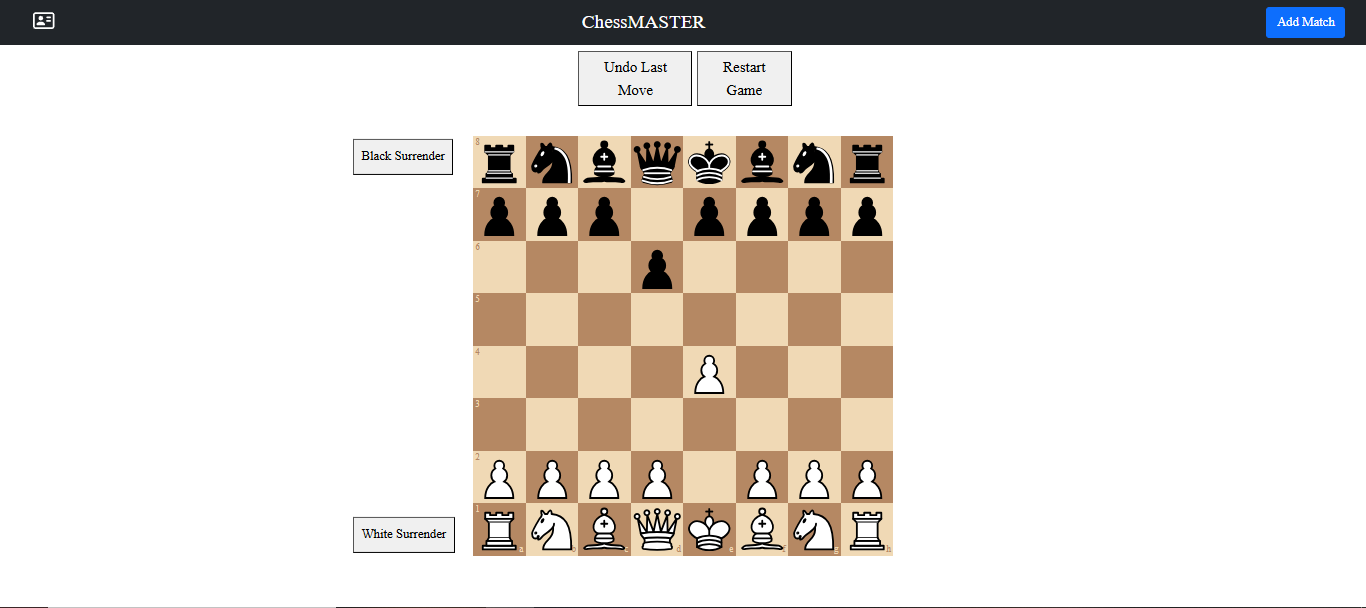 ChessMASTER
Add Match
Undo Last
Move
Restart
Game
Black Surrender
8
7
6
5
4
3
2
White Surrender
1
a
b
c
d
e
f
g
h